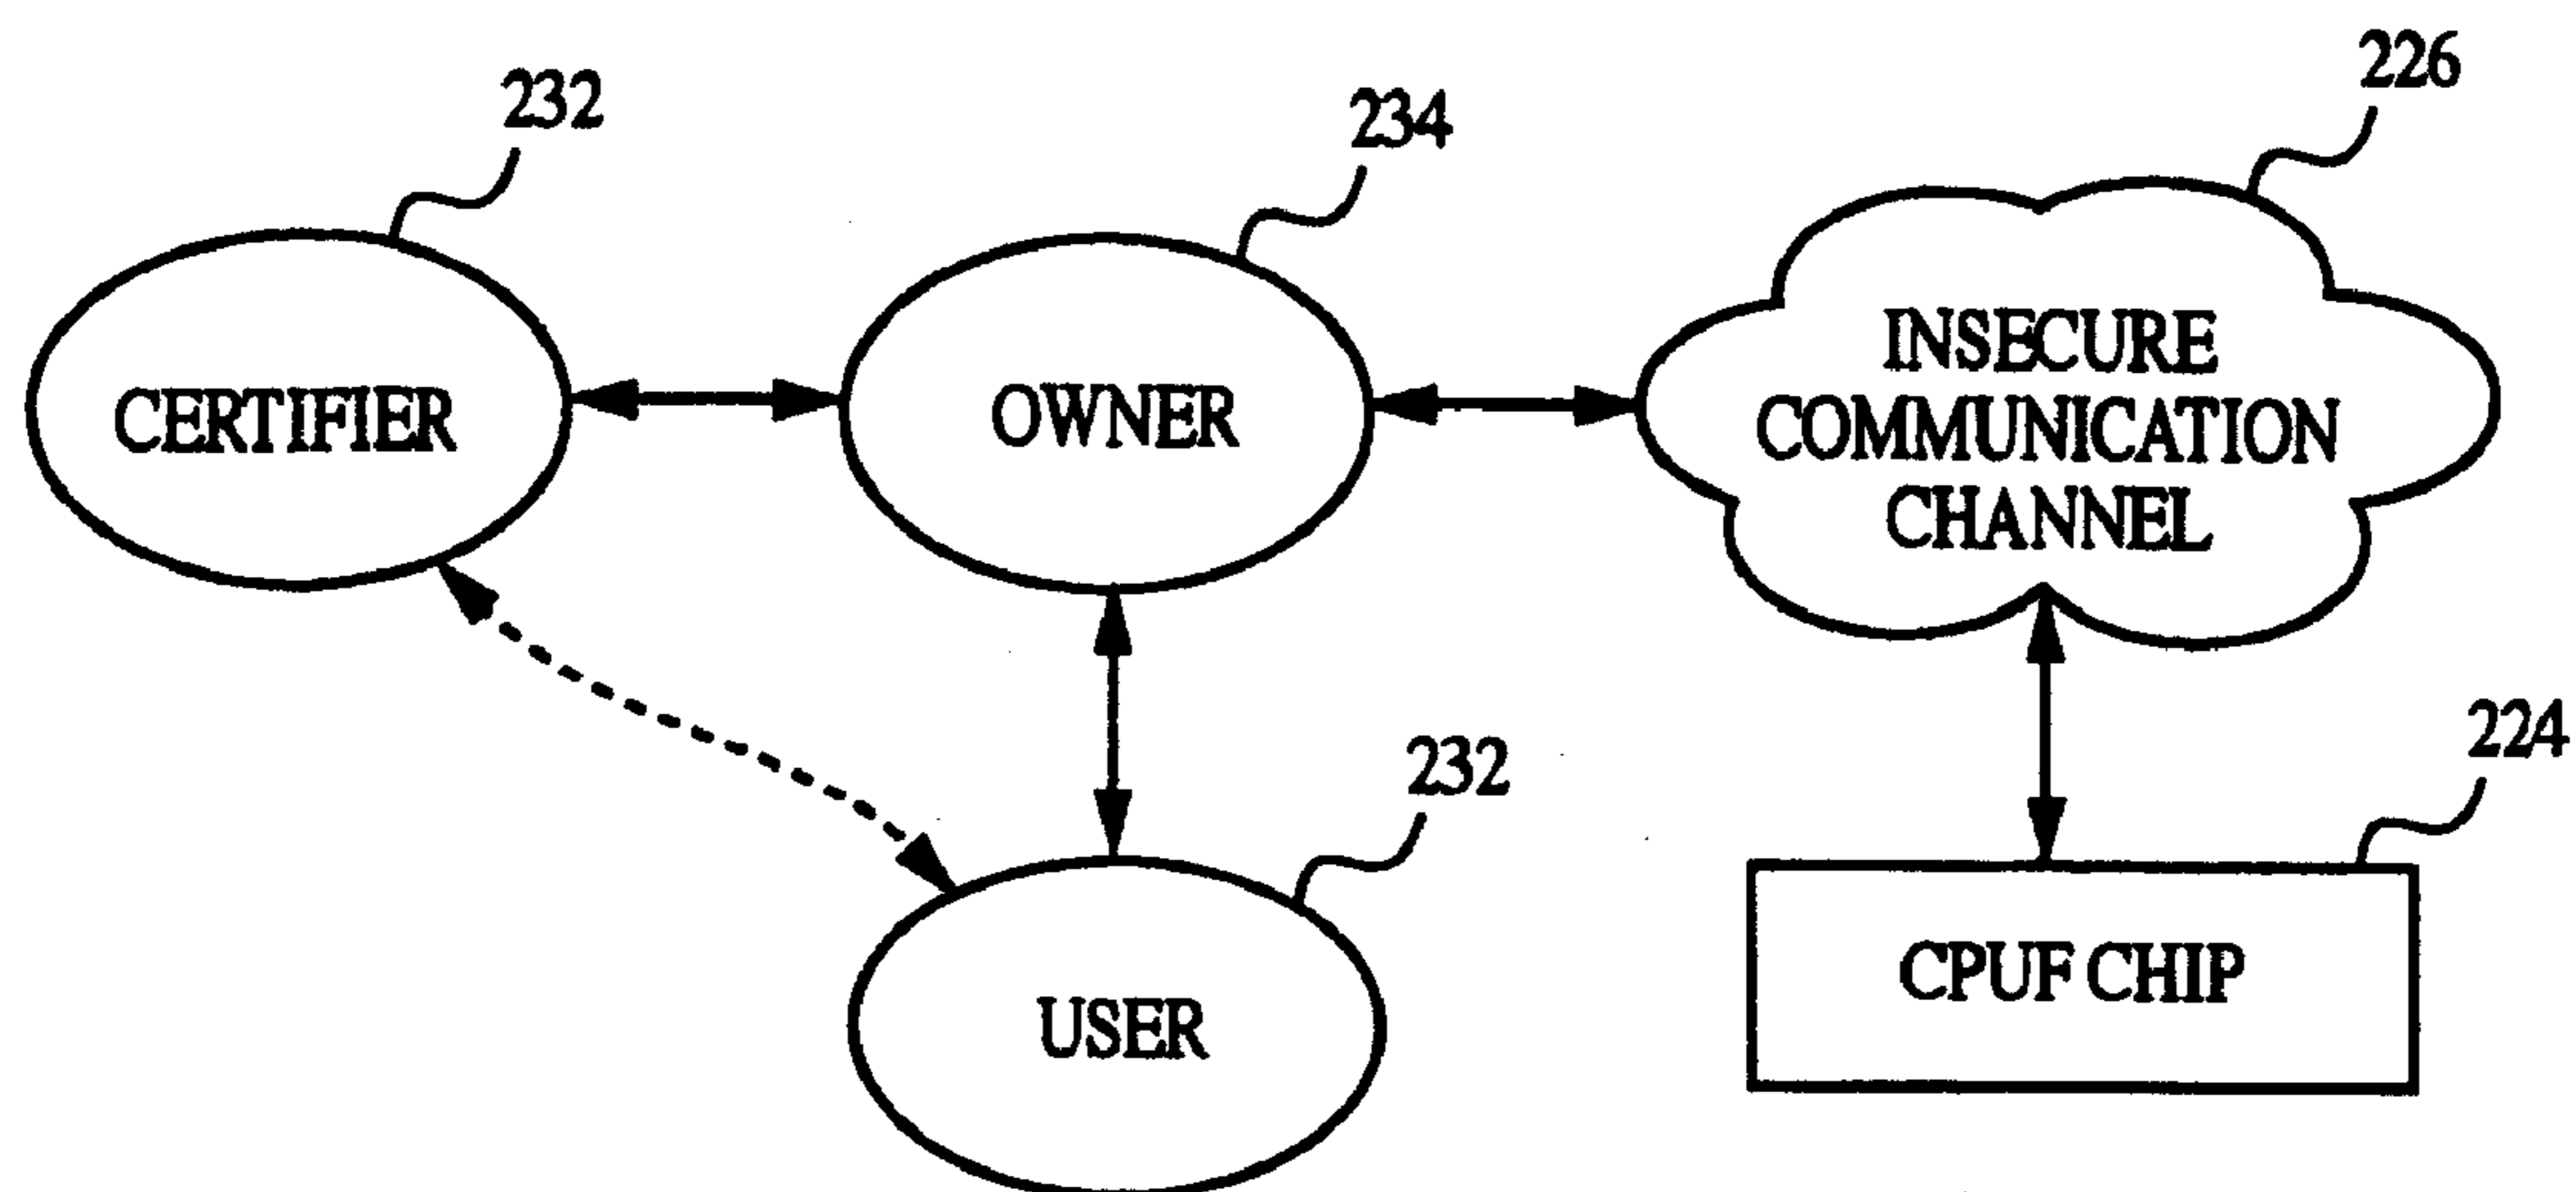 232
234
226
CERTIFIER
OWNER
INSECURE
COMMUNICATION
CHANNEL
232
224
USER
CPUF CHIP